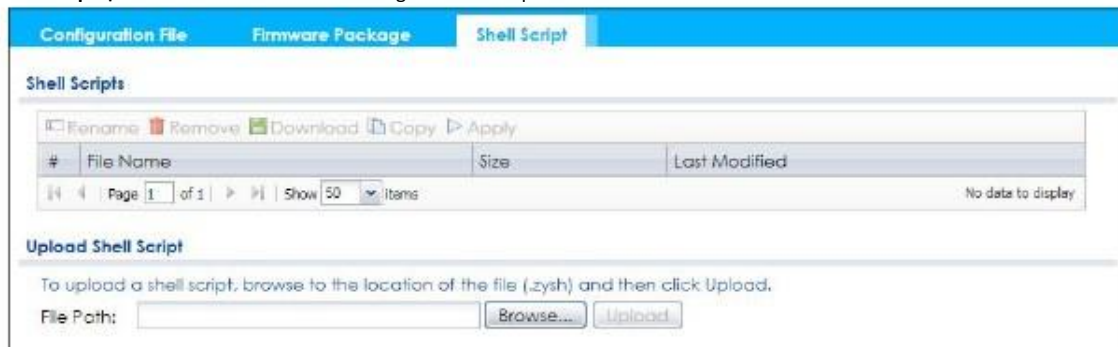 Configuration File Firmware Package Shell Script
Shell Scripts
Rename Remove Download Copy Apply
# File Name Size Last Modified
Page 1 of 1 Show 50 items No data to display
Upload Shell Script
To upload a shell script, browse to the location of the file (.zysh) and then click Upload.
File Path: Browse... Upload